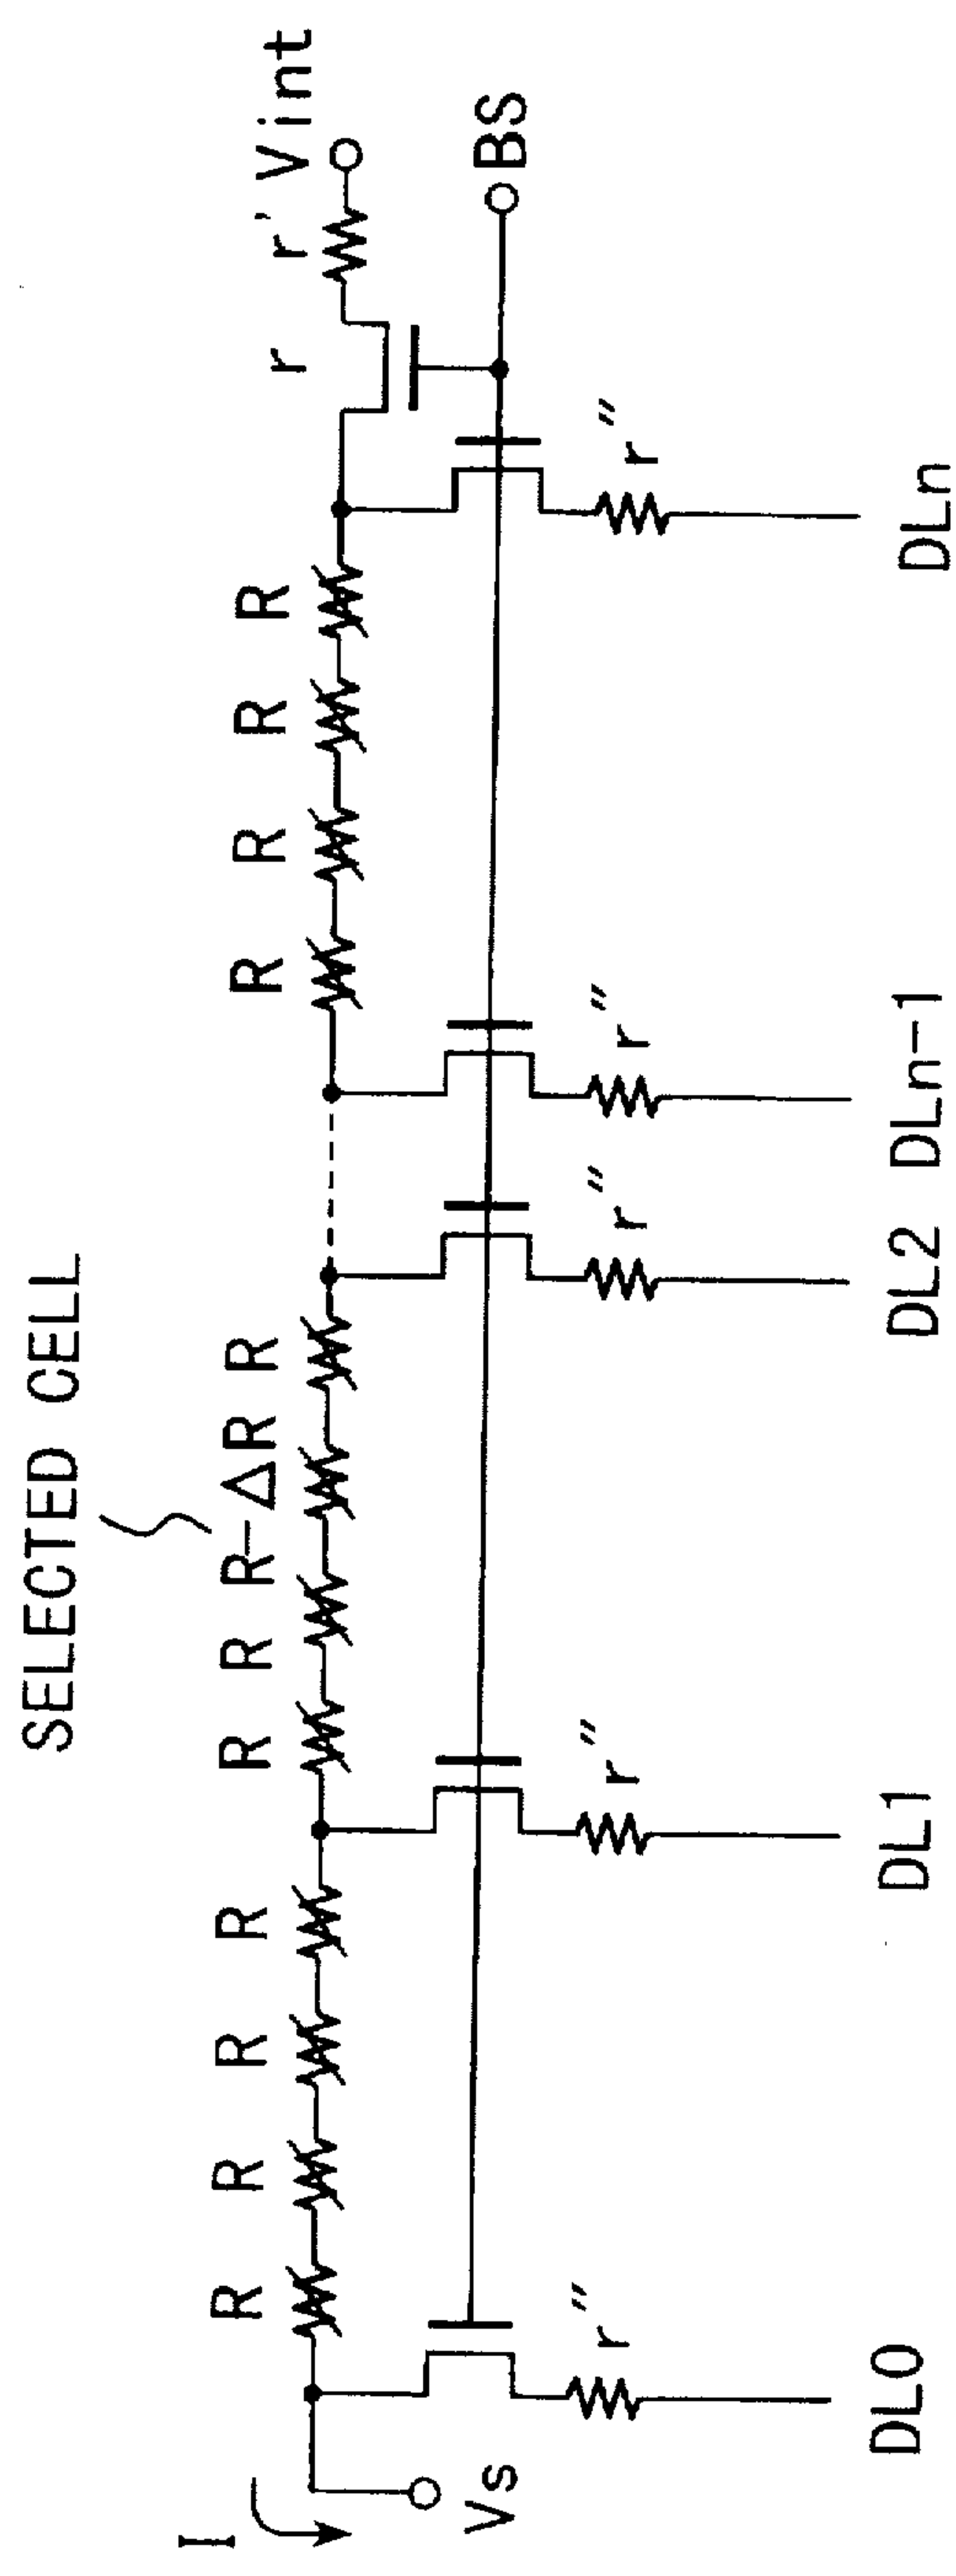 SELECTED CELL
I R R R R R R R-ΔR R R R R R r r' Vint
Vs BS
r" r" r" r" r"
DL0 DL1 DL2 DLn-1 DLn